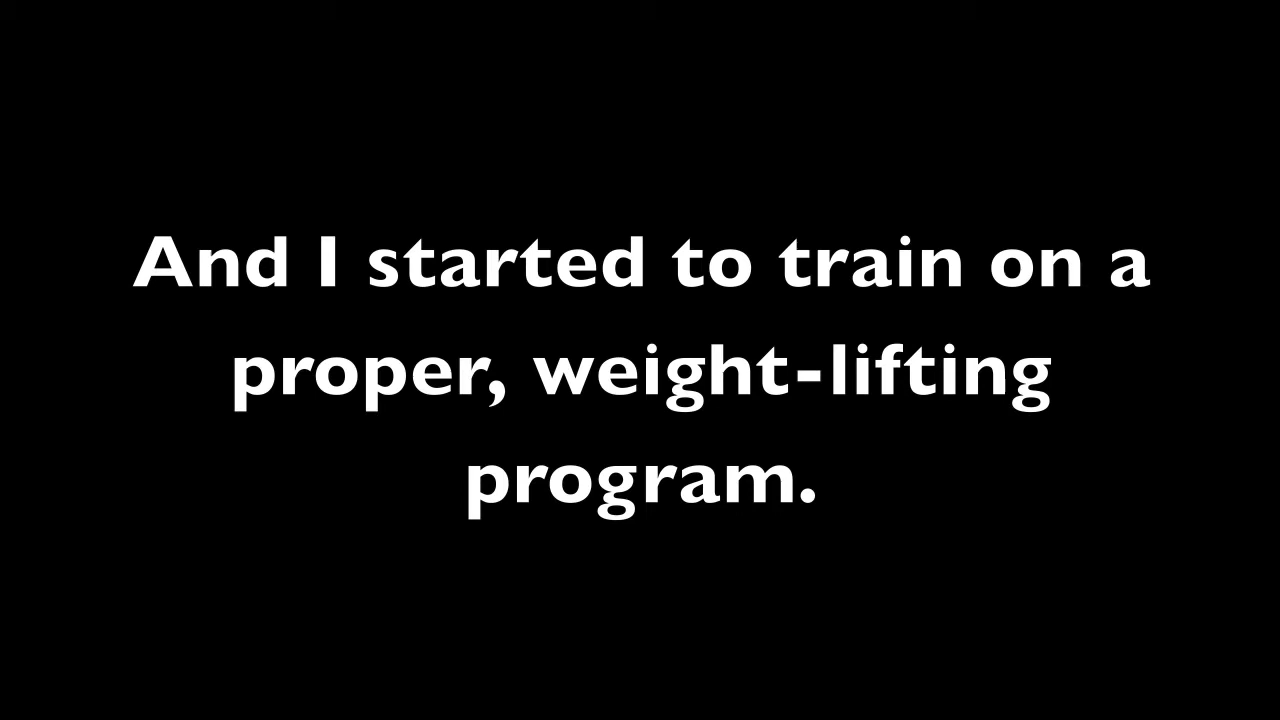 And I started to train on a
proper, weight-lifting
program.